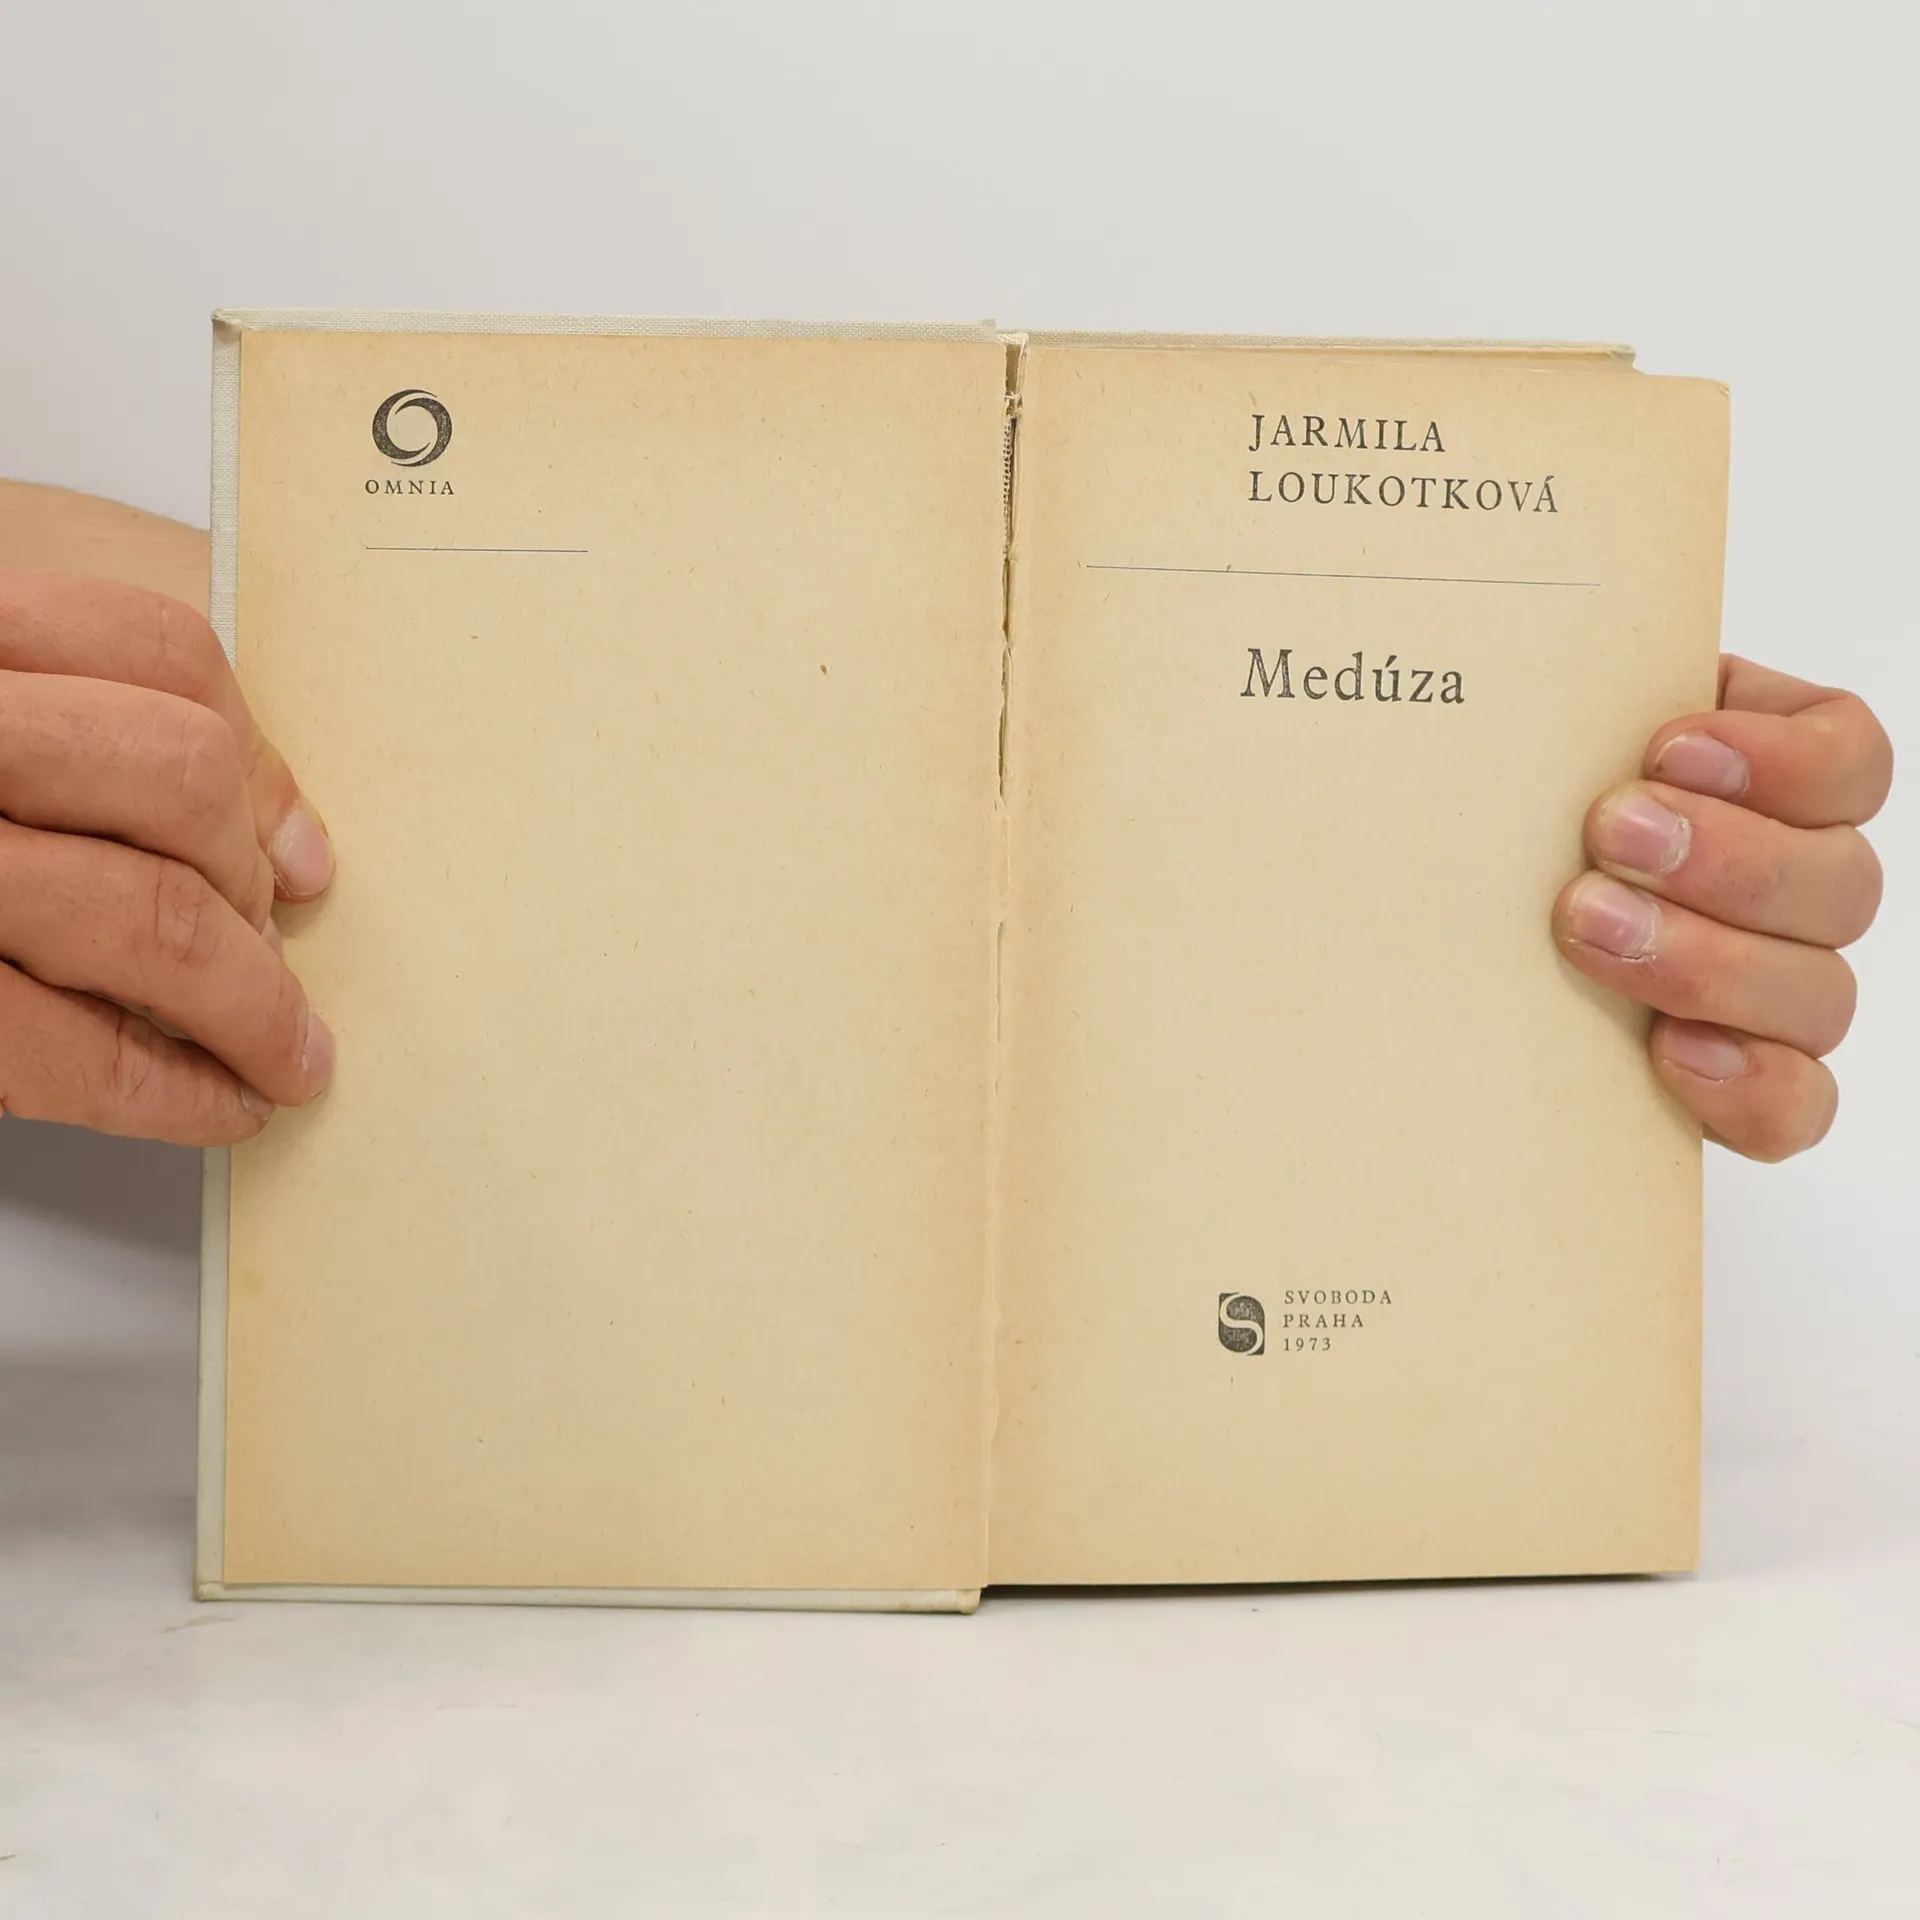 OMNIA
JARMILA
LOUKOTKOVÁ
Medúza
SVOBODA
PRAHA
1973